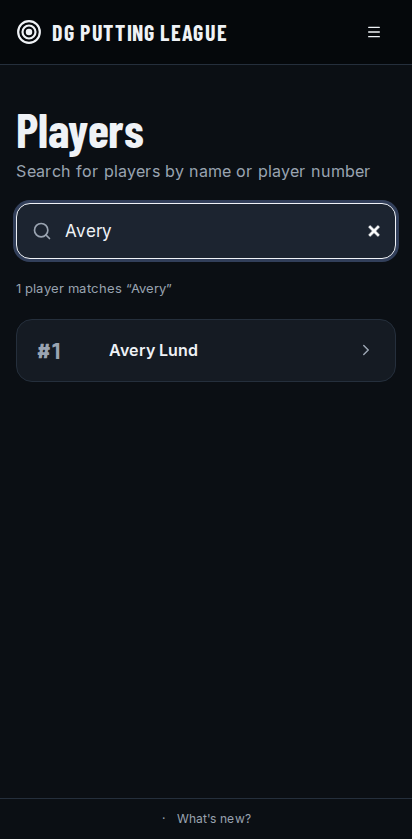 DG PUTTING LEAGUE
Players
Search for players by name or player number
Avery
1 player matches “Avery”
#1 Avery Lund
· What's new?